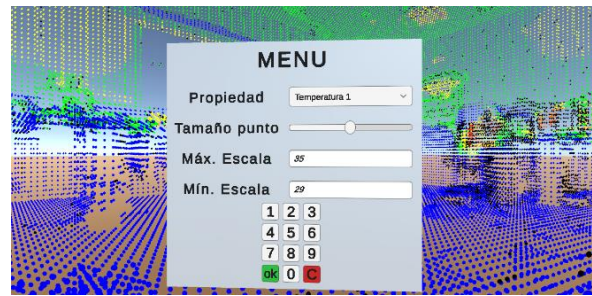 MENU
Propiedad Temperatura 1
Tamaño punto
Máx. Escala 35
Mín. Escala 29
1 2 3
4 5 6
7 8 9
ok 0 C